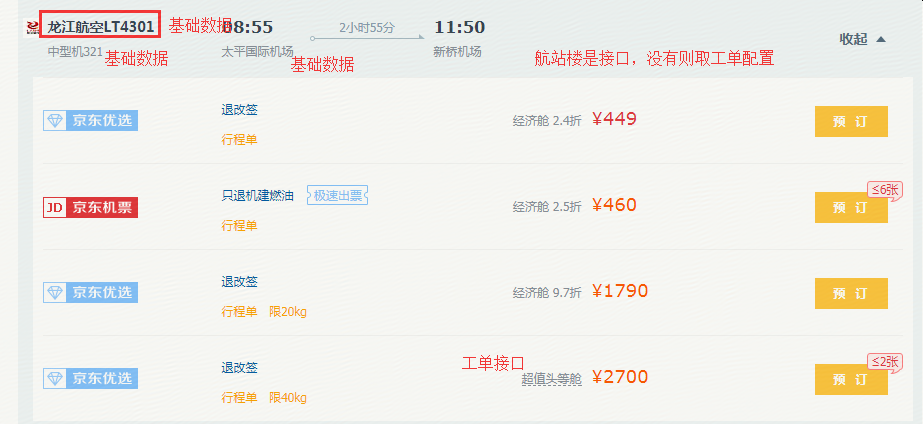 龙江航空LT4301 基础数据 08:55 2小时55分 11:50 收起
中型机321 基础数据 太平国际机场 基础数据 新桥机场 航站楼是接口，没有则取工单配置
京东优选 退改签 经济舱 2.4折 ¥449 预 订
行程单
JD 京东机票 只退机建燃油 极速出票 经济舱 2.5折 ¥460 预 订 ≤6张
行程单
京东优选 退改签 经济舱 9.7折 ¥1790 预 订
行程单 限20kg
工单接口
京东优选 退改签 超值头等舱 ¥2700 预 订 ≤2张
行程单 限40kg